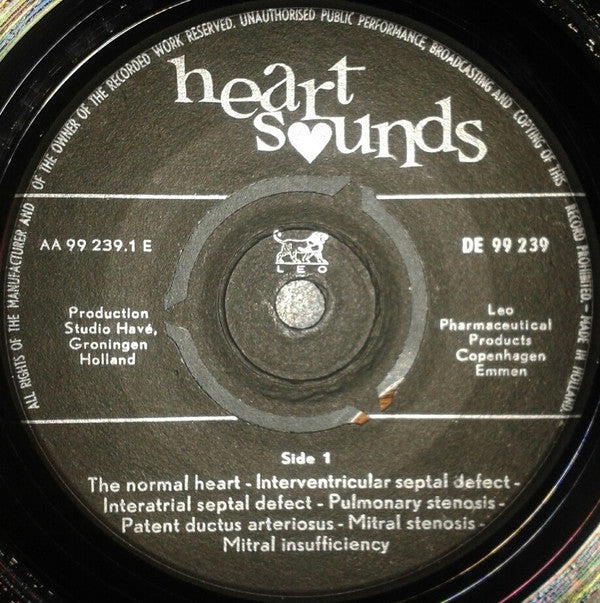 ALL RIGHTS OF THE MANUFACTURER AND OF THE OWNER OF THE RECORDED WORK RESERVED. UNAUTHORISED PUBLIC PERFORMANCE, BROADCASTING AND COPYING OF THIS RECORD PROHIBITED. - MADE IN HOLLAND.
heart
s♥unds
AA 99 239.1 E
LEO
DE 99 239
Production
Studio Havé,
Groningen
Holland
Leo
Pharmaceutical
Products
Copenhagen
Emmen
Side 1
The normal heart - Interventricular septal defect -
Interatrial septal defect - Pulmonary stenosis -
Patent ductus arteriosus - Mitral stenosis -
Mitral insufficiency